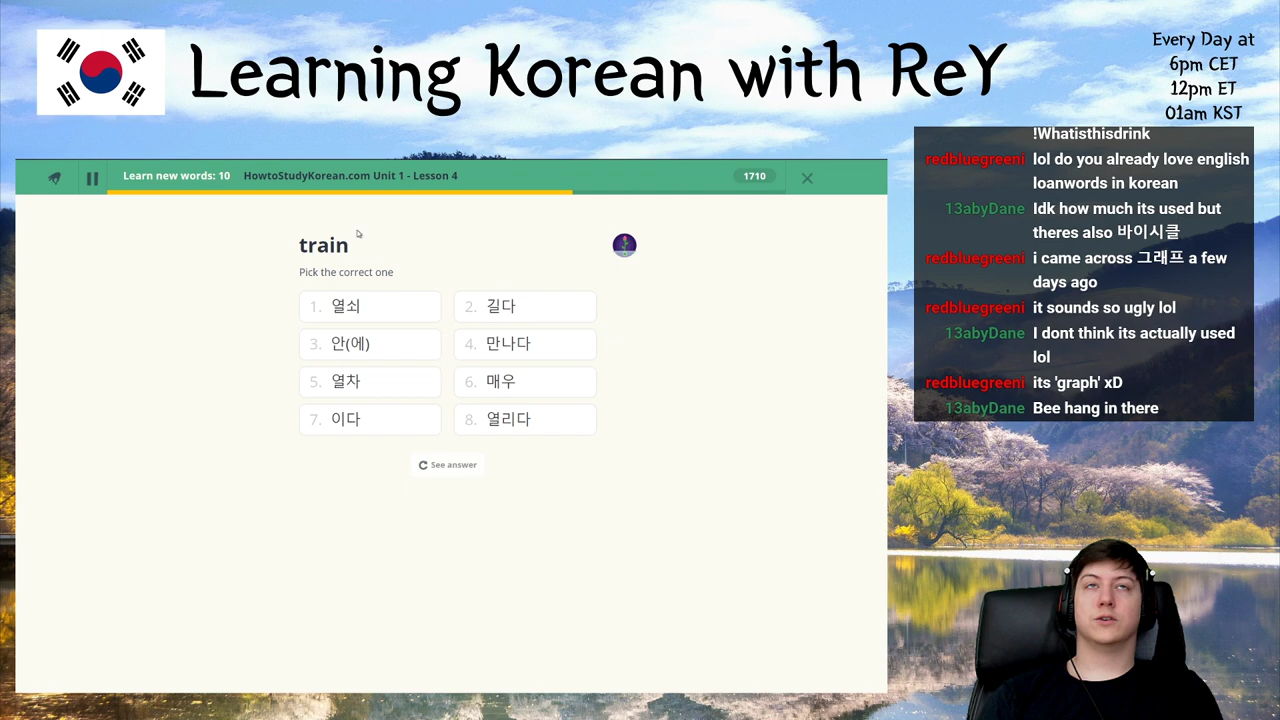 Learning Korean with ReY
Every Day at
6pm CET
12pm ET
01am KST
Learn new words: 10 HowtoStudyKorean.com Unit 1 - Lesson 4 1710
train
Pick the correct one
1. 열쇠
2. 길다
3. 안(에)
4. 만나다
5. 열차
6. 매우
7. 이다
8. 열리다
See answer
!Whatisthisdrink
redbluegreeni lol do you already love english
loanwords in korean
13abyDane Idk how much its used but
theres also 바이시클
redbluegreeni i came across 그래프 a few
days ago
redbluegreeni it sounds so ugly lol
13abyDane I dont think its actually used
lol
redbluegreeni its 'graph' xD
13abyDane Bee hang in there